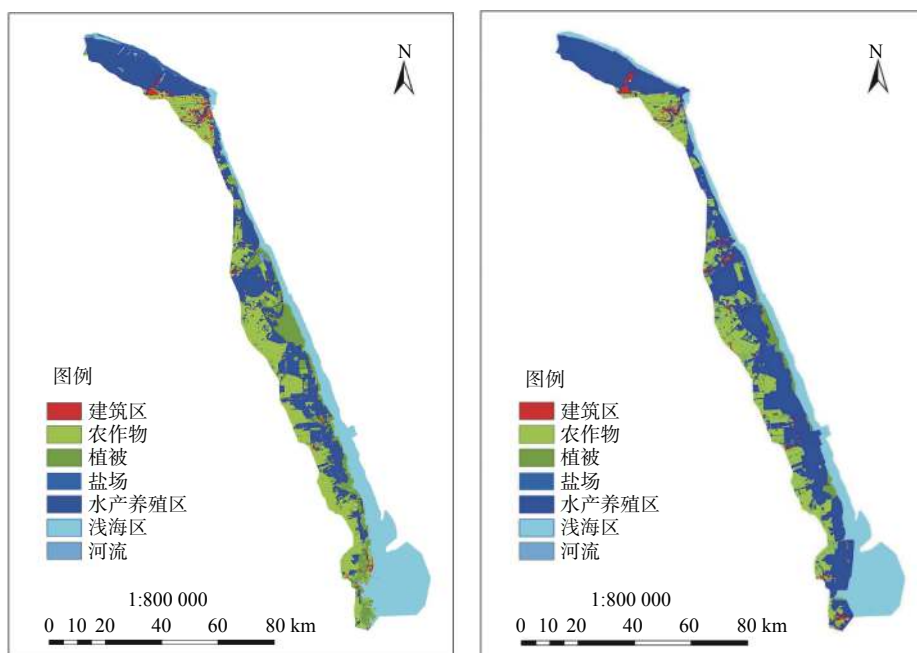 N
图例
建筑区
农作物
植被
盐场
水产养殖区
浅海区
河流
1:800 000
0 10 20 40 60 80 km
N
图例
建筑区
农作物
植被
盐场
水产养殖区
浅海区
河流
1:800 000
0 10 20 40 60 80 km